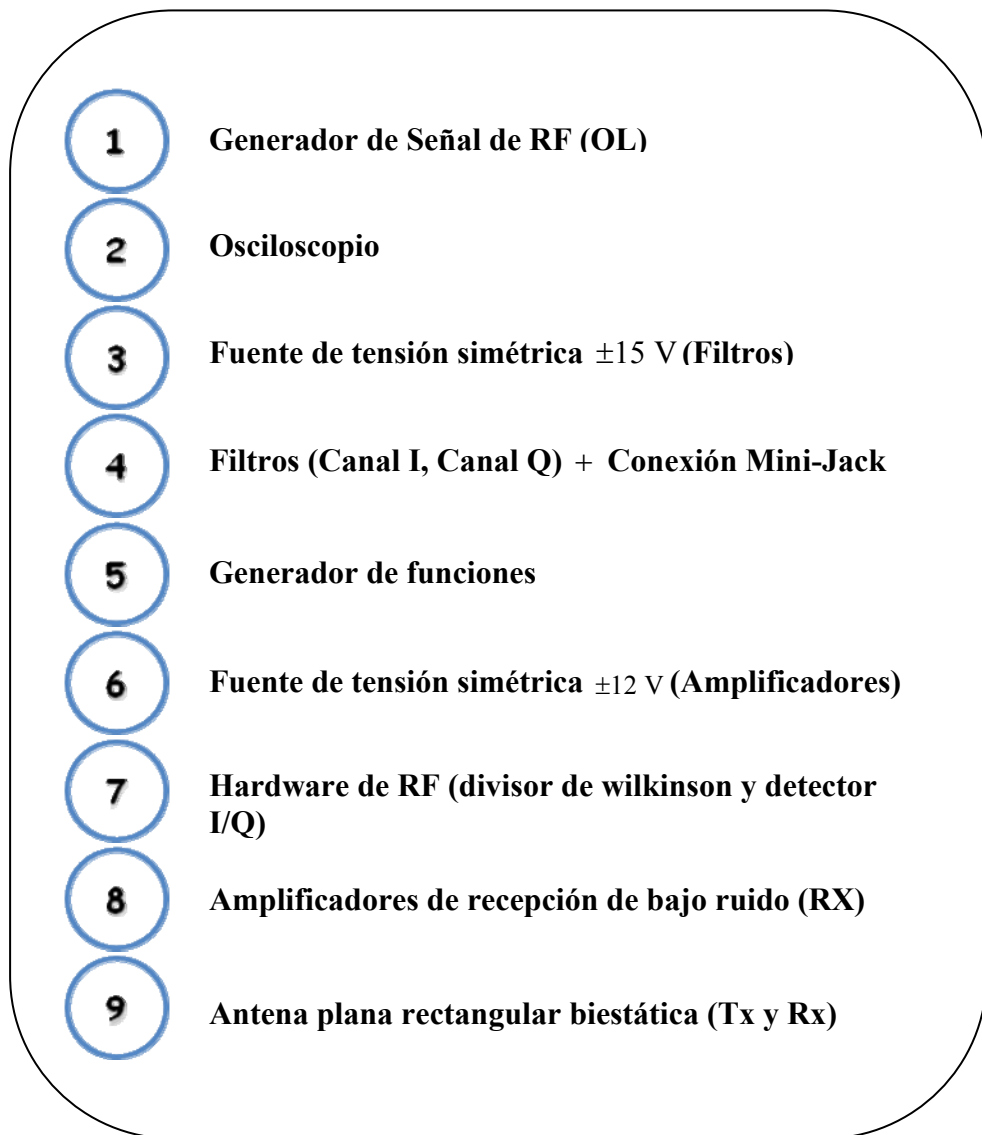 1 Generador de Señal de RF (OL)
2 Osciloscopio
3 Fuente de tensión simétrica ±15 V (Filtros)
4 Filtros (Canal I, Canal Q) + Conexión Mini-Jack
5 Generador de funciones
6 Fuente de tensión simétrica ±12 V (Amplificadores)
7 Hardware de RF (divisor de wilkinson y detector
I/Q)
8 Amplificadores de recepción de bajo ruido (RX)
9 Antena plana rectangular biestática (Tx y Rx)